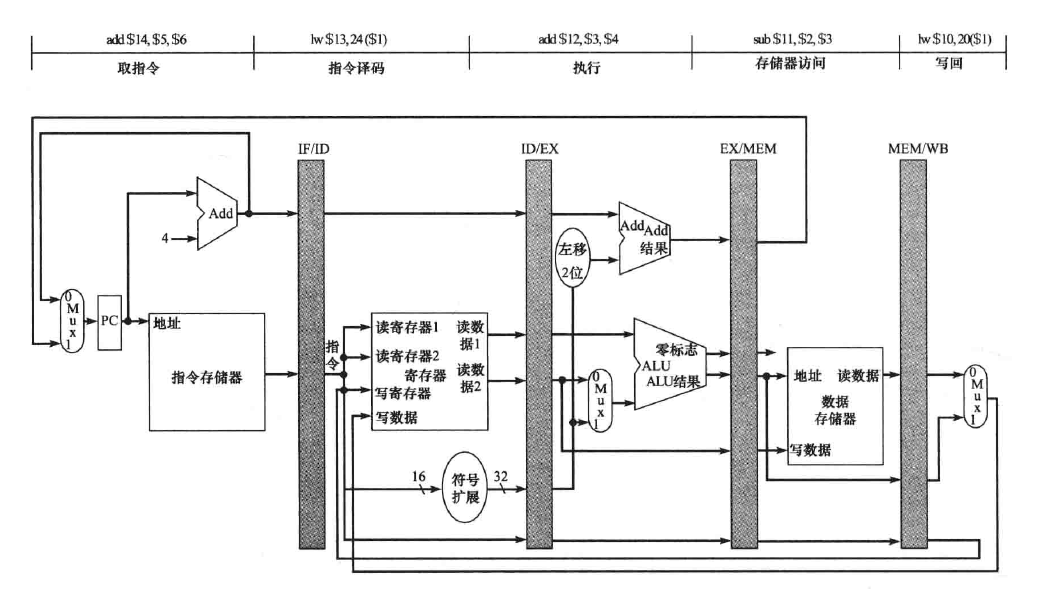 add $14, $5, $6
lw $13, 24 ($1)
add $12, $3, $4
sub $11, $2, $3
lw $10, 20($1)
取指令
指令译码
执行
存储器访问
写回
IF/ID
ID/EX
EX/MEM
MEM/WB
Add
4
Add Add
结果
左移
2位
0
M
u
x
1
PC
地址
指令存储器
指令
读寄存器1
读数
据1
读寄存器2
寄存器
读数
据2
写寄存器
写数据
16
符号
扩展
32
0
M
u
x
1
零标志
ALU
ALU结果
地址
读数据
数据
存储器
写数据
0
M
u
x
1